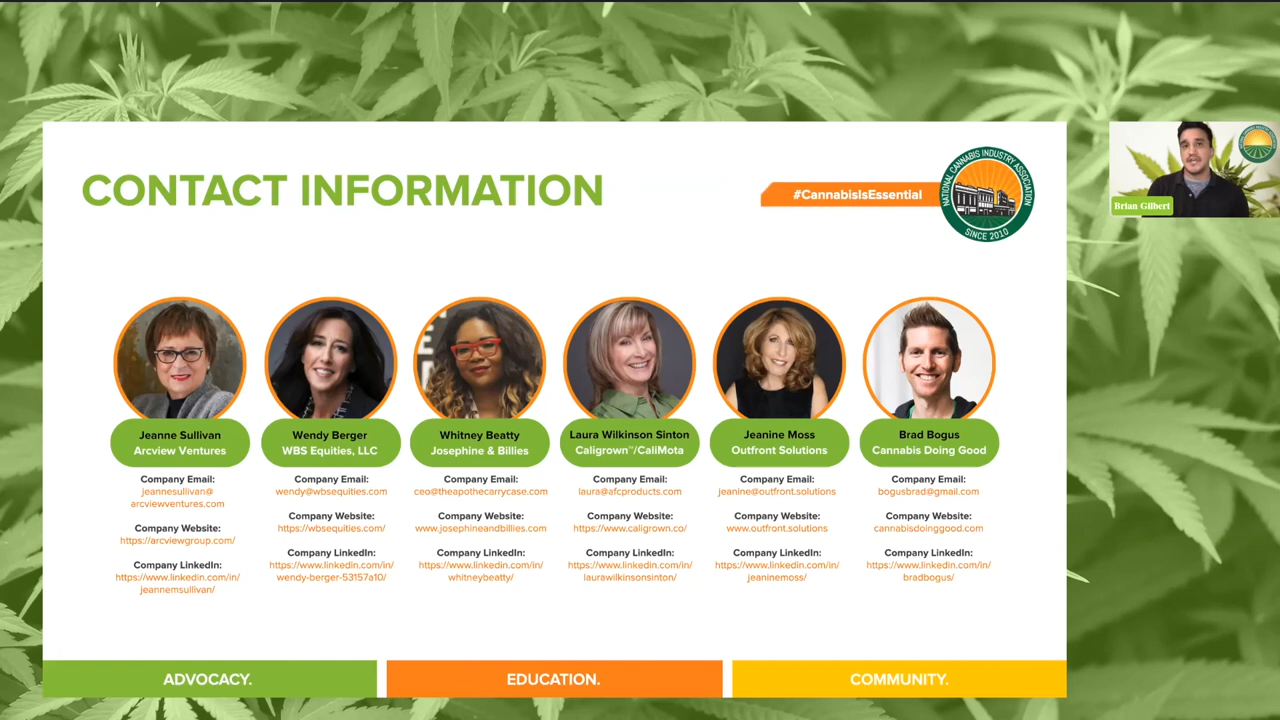 CONTACT INFORMATION
#CannabisIsEssential
NATIONAL CANNABIS INDUSTRY ASSOCIATION
SINCE 2010
Brian Gilbert
Jeanne Sullivan
Arcview Ventures
Company Email:
jeannesullivan@
arcviewventures.com
Company Website:
https://arcviewgroup.com/
Company LinkedIn:
https://www.linkedin.com/in/
jeannemsullivan/
Wendy Berger
WBS Equities, LLC
Company Email:
wendy@wbsequities.com
Company Website:
https://wbsequities.com/
Company LinkedIn:
https://www.linkedin.com/in/
wendy-berger-53157a10/
Whitney Beatty
Josephine & Billies
Company Email:
ceo@theapothecarrycase.com
Company Website:
www.josephineandbillies.com
Company LinkedIn:
https://www.linkedin.com/in/
whitneybeatty/
Laura Wilkinson Sinton
Caligrown™/CaliMota
Company Email:
laura@afcproducts.com
Company Website:
https://www.caligrown.co/
Company LinkedIn:
https://www.linkedin.com/in/
laurawilkinsonsinton/
Jeanine Moss
Outfront Solutions
Company Email:
jeanine@outfront.solutions
Company Website:
www.outfront.solutions
Company LinkedIn:
https://www.linkedin.com/in/
jeaninemoss/
Brad Bogus
Cannabis Doing Good
Company Email:
bogusbrad@gmail.com
Company Website:
cannabisdoinggood.com
Company LinkedIn:
https://www.linkedin.com/in/
bradbogus/
ADVOCACY.
EDUCATION.
COMMUNITY.